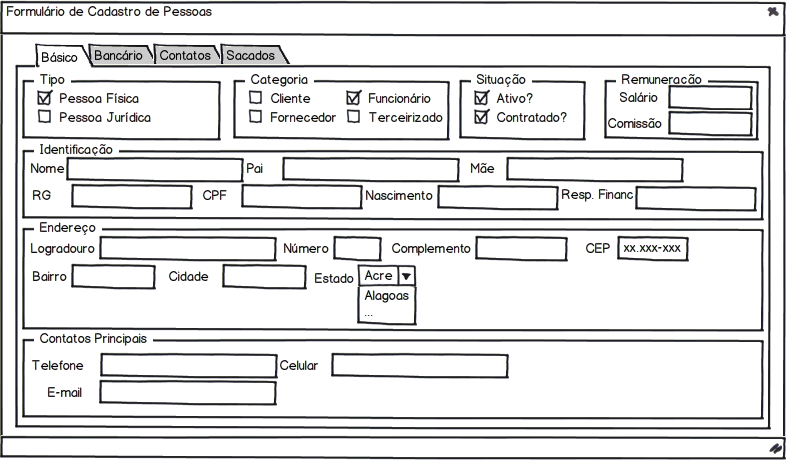 Formulário de Cadastro de Pessoas
Básico Bancário Contatos Sacados
Tipo Categoria Situação Remuneração
Pessoa Física Cliente Funcionário Ativo? Salário
Pessoa Jurídica Fornecedor Terceirizado Contratado? Comissão
Identificação
Nome Pai Mãe
RG CPF Nascimento Resp. Financ
Endereço
Logradouro Número Complemento CEP xx.xxx-xxx
Bairro Cidade Estado Acre
Alagoas
...
Contatos Principais
Telefone Celular
E-mail